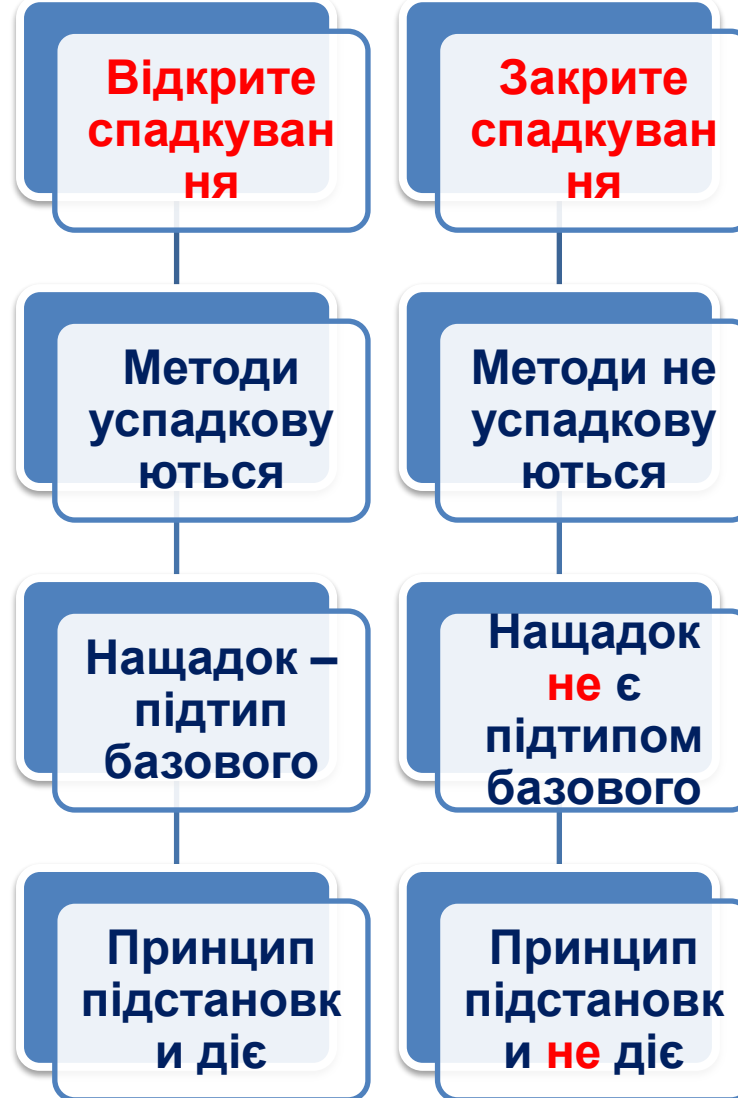 Відкрите
спадкуван
ня
Методи
успадкову
ються
Нащадок –
підтип
базового
Принцип
підстановк
и діє
Закрите
спадкуван
ня
Методи не
успадкову
ються
Нащадок
не є
підтипом
базового
Принцип
підстановк
и не діє